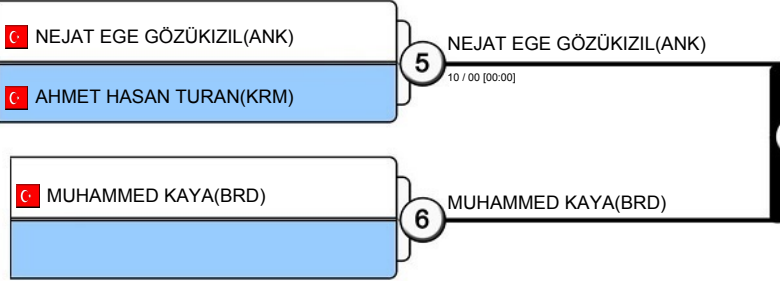 NEJAT EGE GÖZÜKIZIL(ANK)
AHMET HASAN TURAN(KRM)
5
NEJAT EGE GÖZÜKIZIL(ANK)
10 / 00 [00:00]
MUHAMMED KAYA(BRD)
6
MUHAMMED KAYA(BRD)